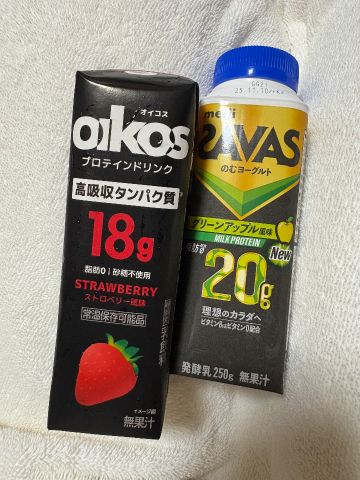 オイコス
oikos
プロテインドリンク
高吸収タンパク質
18g
脂肪0 砂糖不使用
STRAWBERRY
ストロベリー風味
常温保存可能品
イメージ図
無果汁
meiji
SAVAS
のむヨーグルト
グリーンアップル風味
MILK PROTEIN
脂肪0
New
20g
理想のカラダへ
発酵乳 250g 無果汁